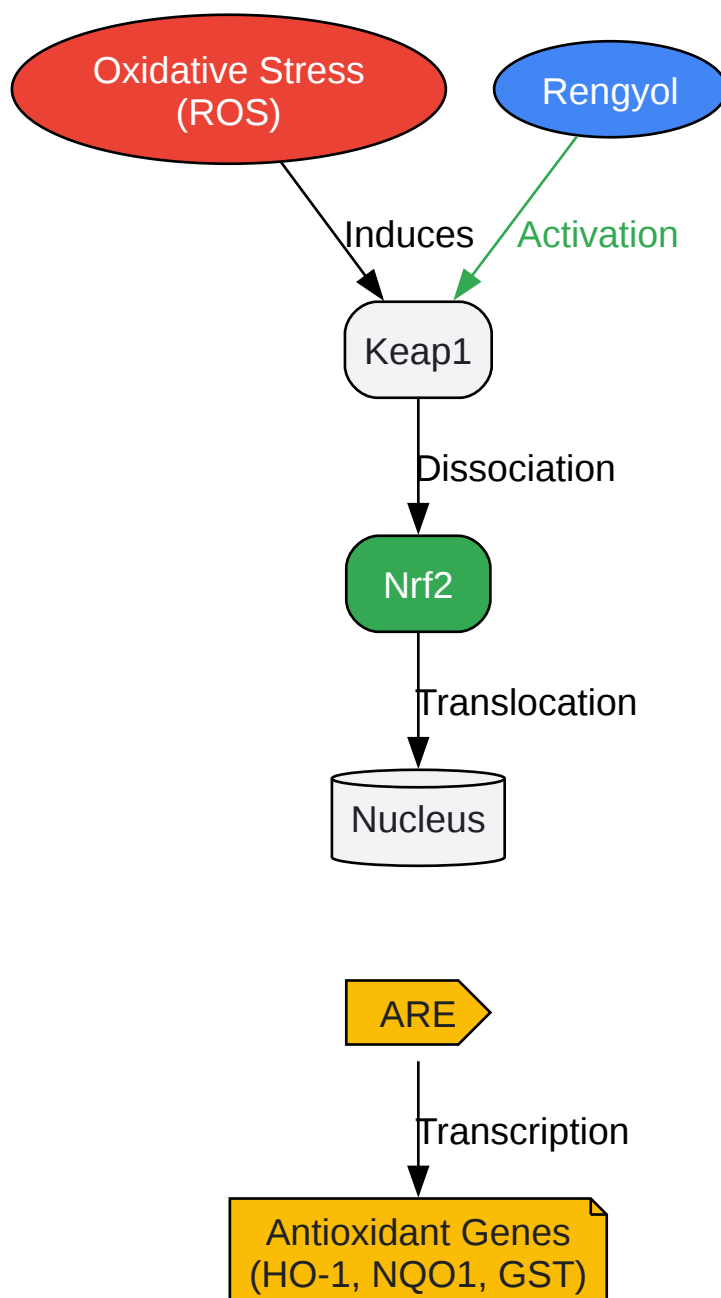 Oxidative Stress
(ROS)
Rengyol
Induces
Activation
Keap1
Dissociation
Nrf2
Translocation
Nucleus
ARE
Transcription
Antioxidant Genes
(HO-1, NQO1, GST)